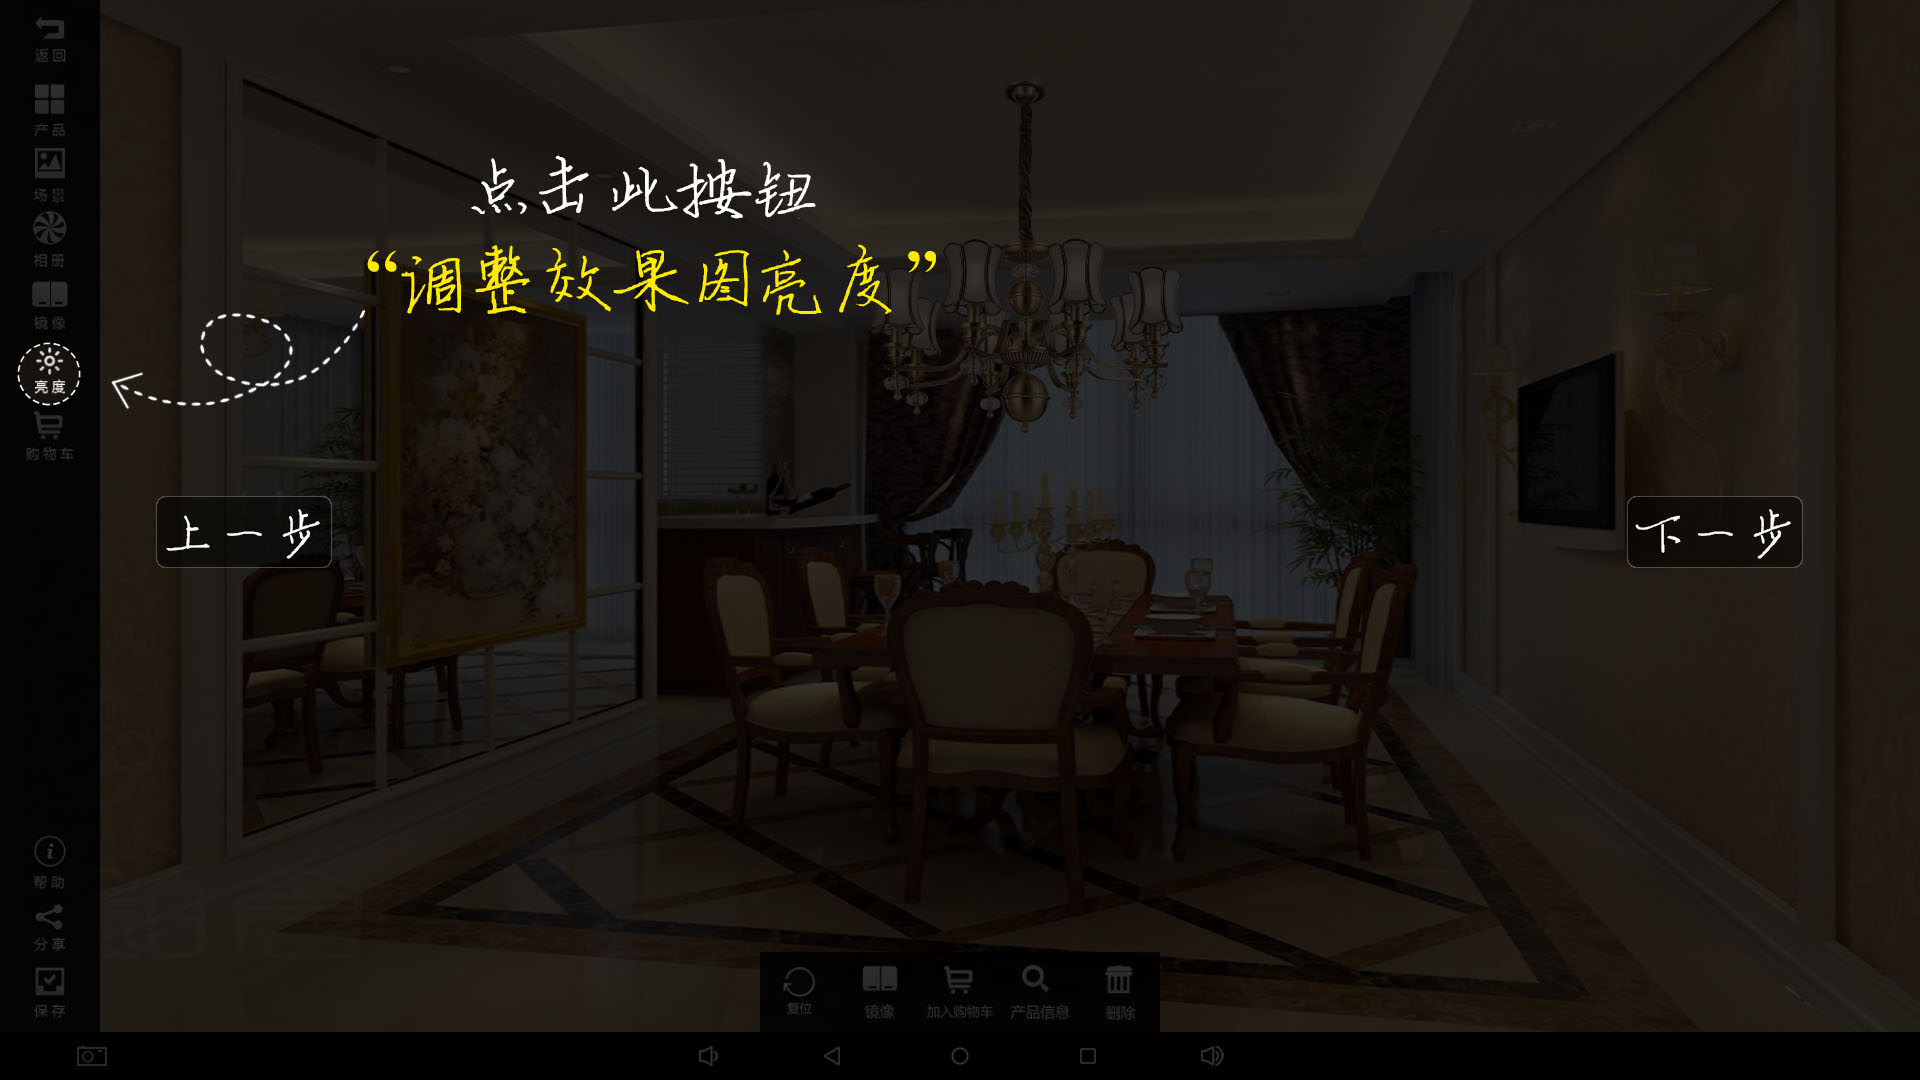 返回
产品
场景
相册
镜像
亮度
购物车
点击此按钮
“调整效果图亮度”
上一步
下一步
帮助
分享
保存
复位
镜像
加入购物车
产品信息
删除